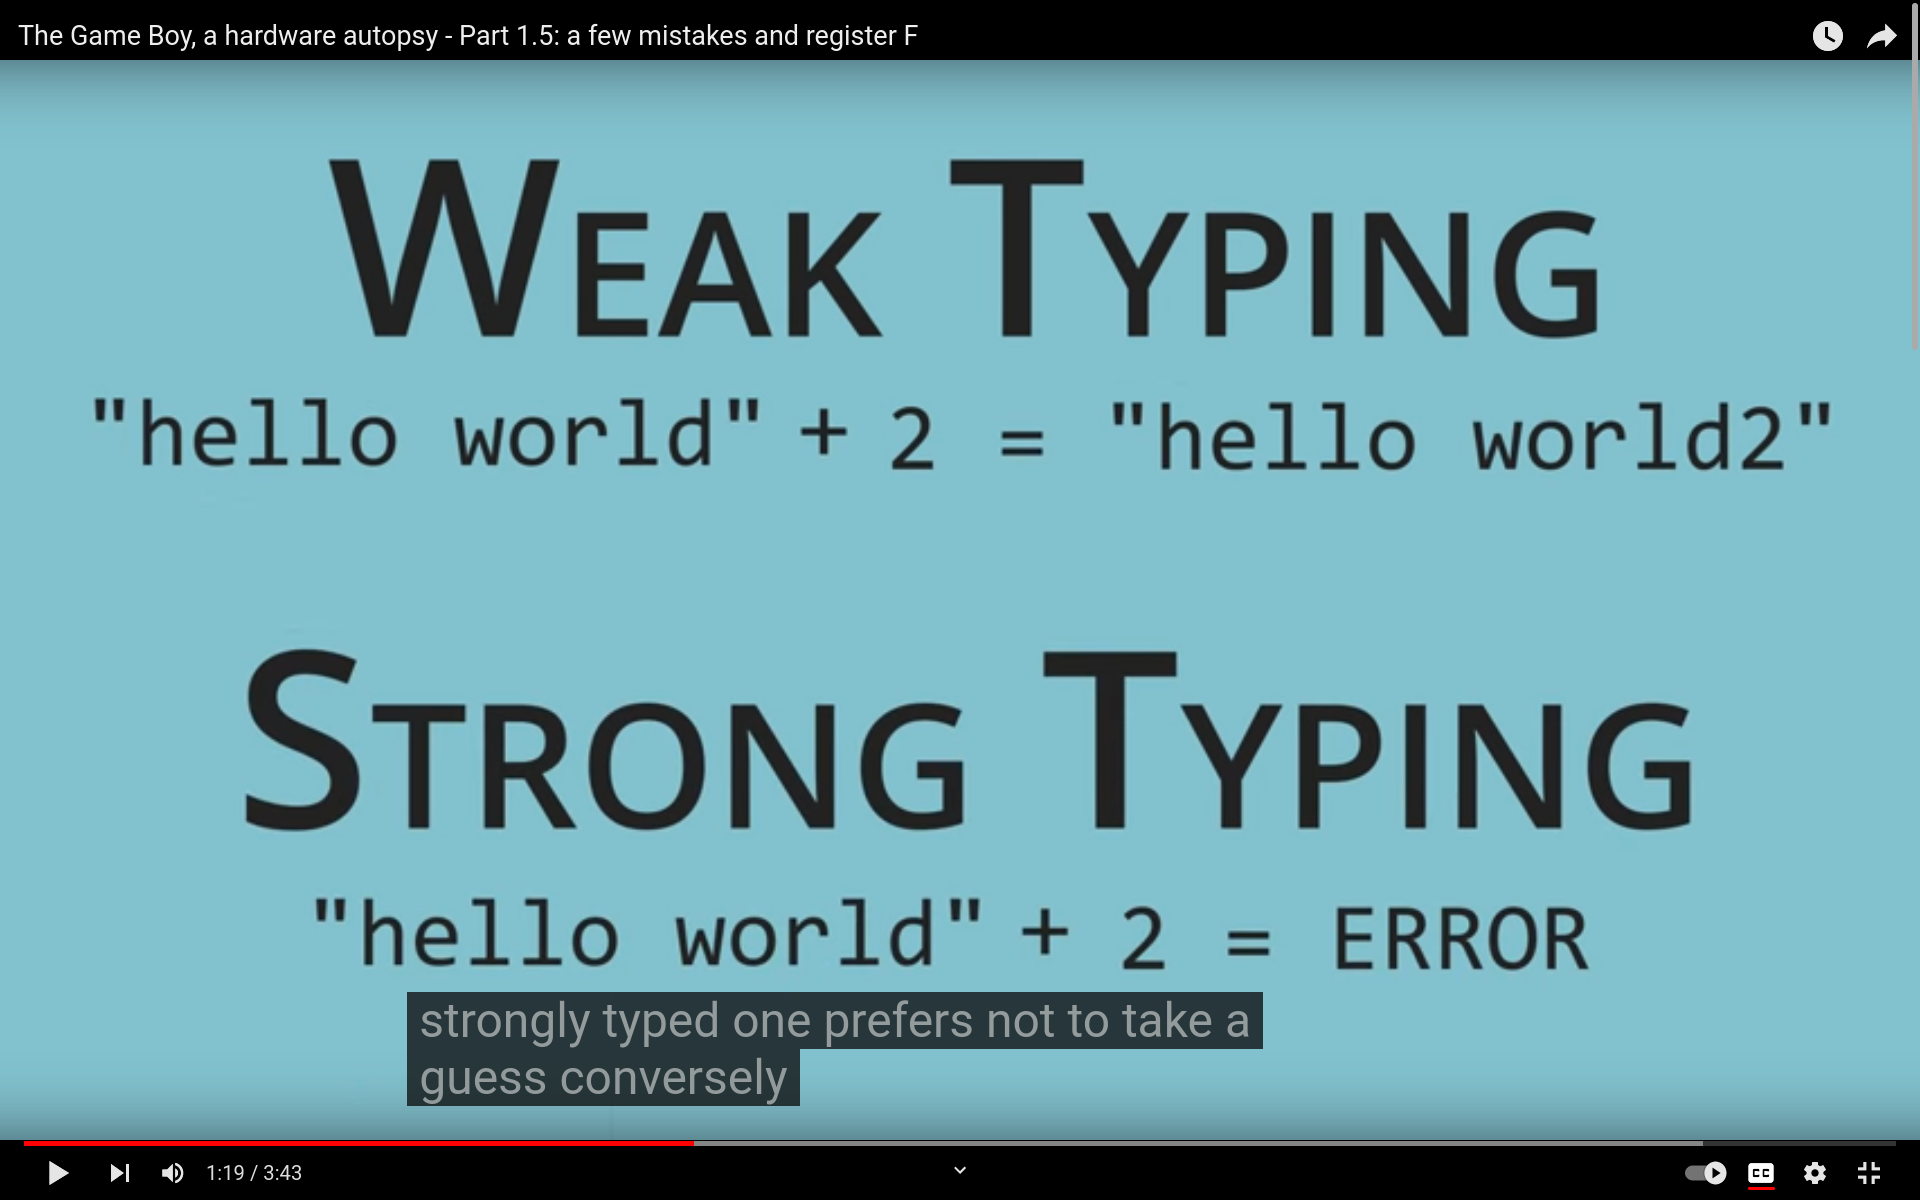 The Game Boy, a hardware autopsy - Part 1.5: a few mistakes and register F
WEAK TYPING
"hello world" + 2 = "hello world2"
STRONG TYPING
"hello world" + 2 = ERROR
strongly typed one prefers not to take a
guess conversely
1:19 / 3:43
CC